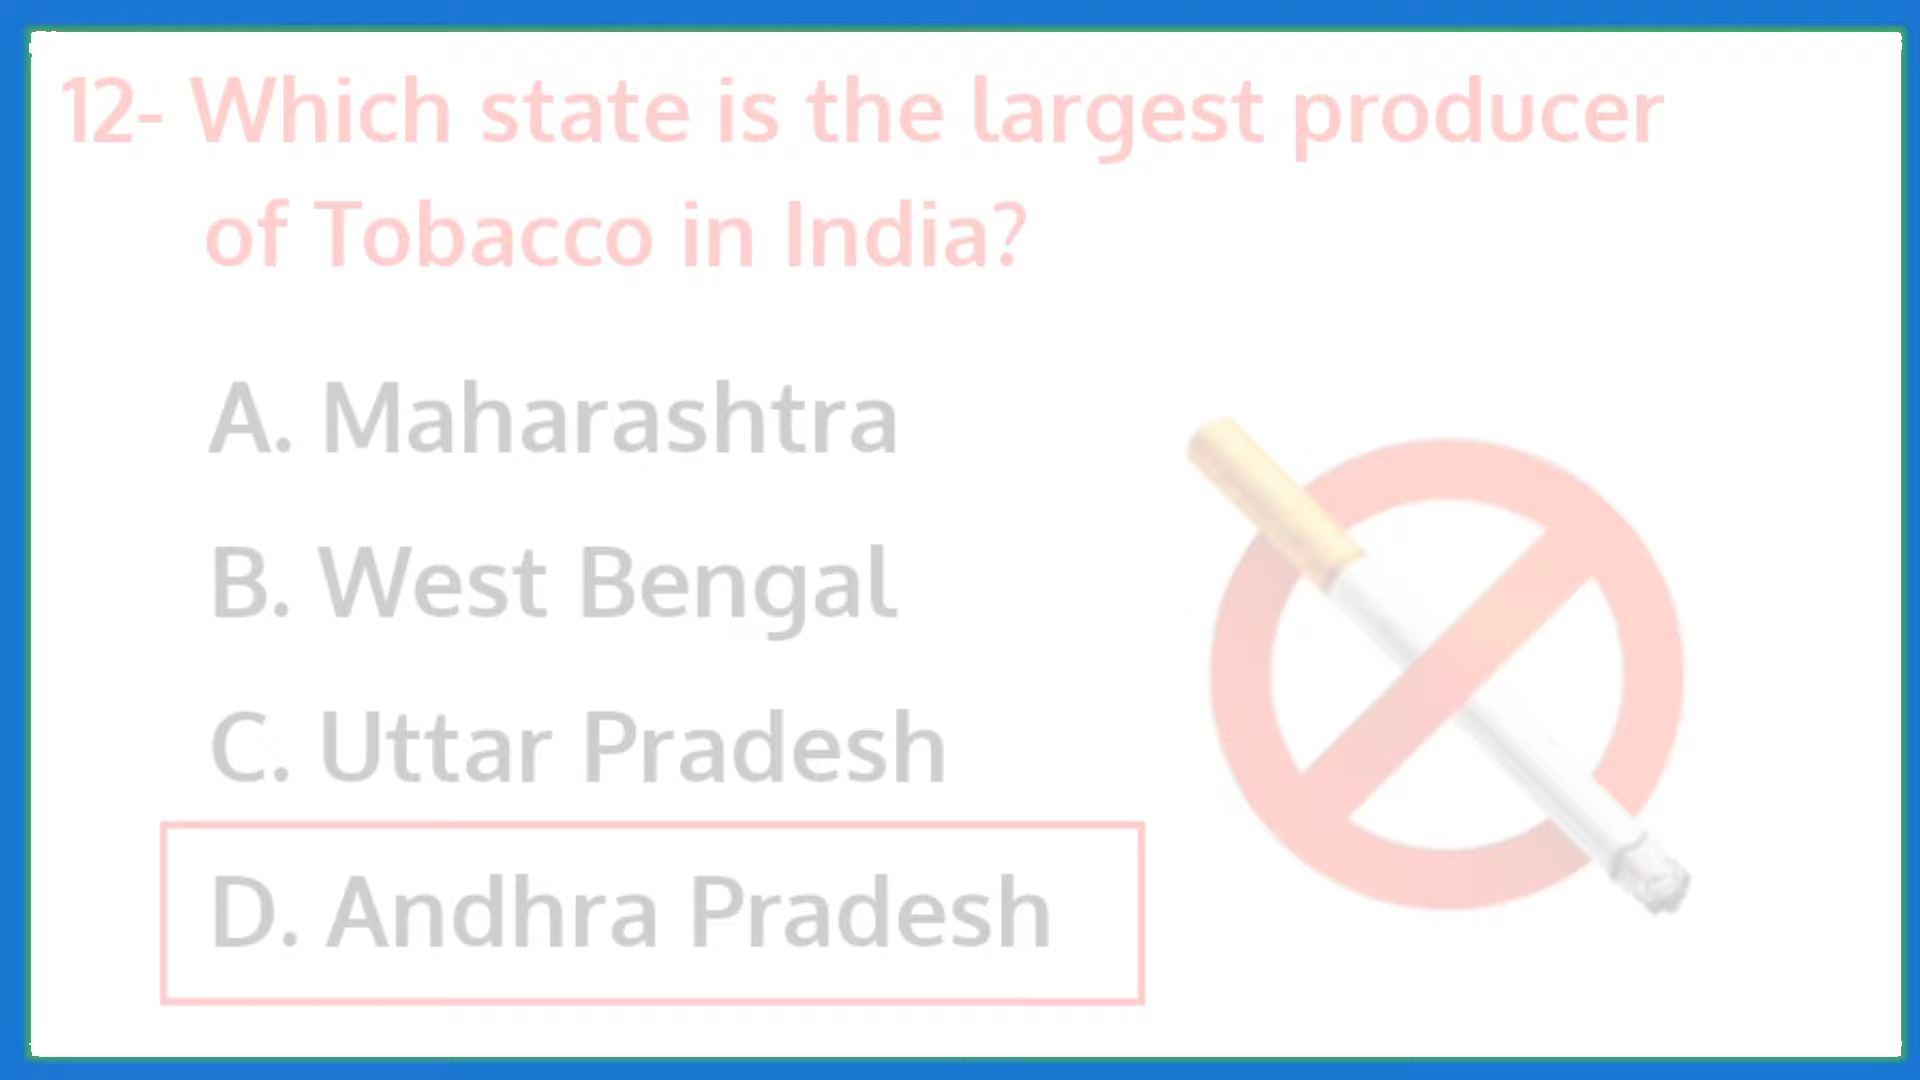 12- Which state is the largest producer
of Tobacco in India?
A. Maharashtra
B. West Bengal
C. Uttar Pradesh
D. Andhra Pradesh